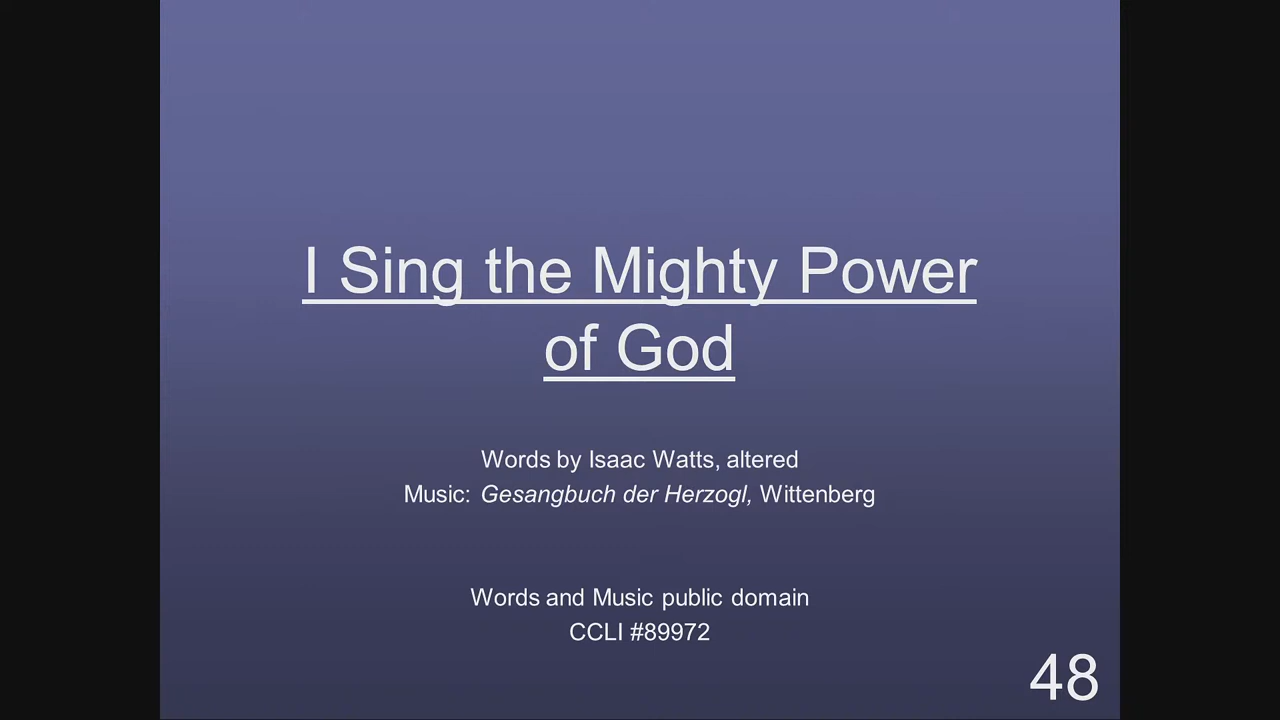 I Sing the Mighty Power
of God
Words by Isaac Watts, altered
Music: Gesangbuch der Herzogl, Wittenberg
Words and Music public domain
CCLI #89972
48